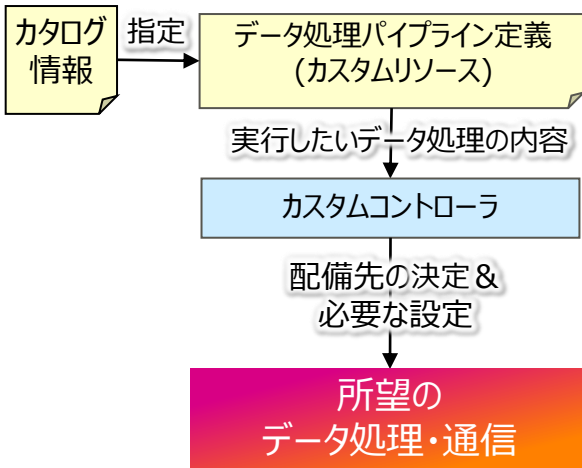 カタログ
情報
指定
データ処理パイプライン定義
(カスタムリソース)
実行したいデータ処理の内容
カスタムコントローラ
配備先の決定&
必要な設定
所望の
データ処理・通信